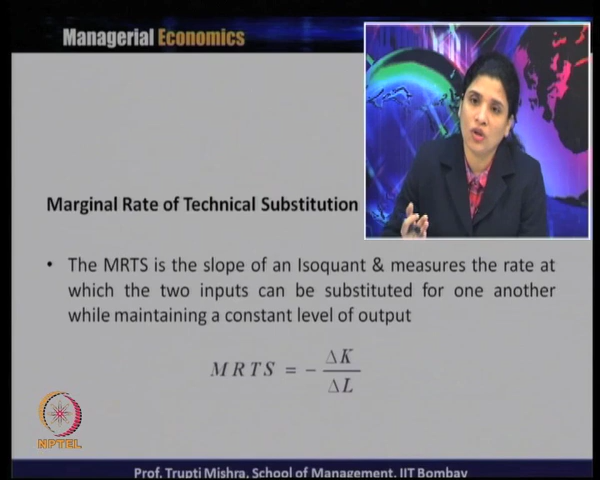 Managerial Economics
Marginal Rate of Technical Substitution
• The MRTS is the slope of an Isoquant & measures the rate at
which the two inputs can be substituted for one another
while maintaining a constant level of output
MRTS = - ΔK / ΔL
NPTEL
Prof. Trupti Mishra, School of Management, IIT Bombay